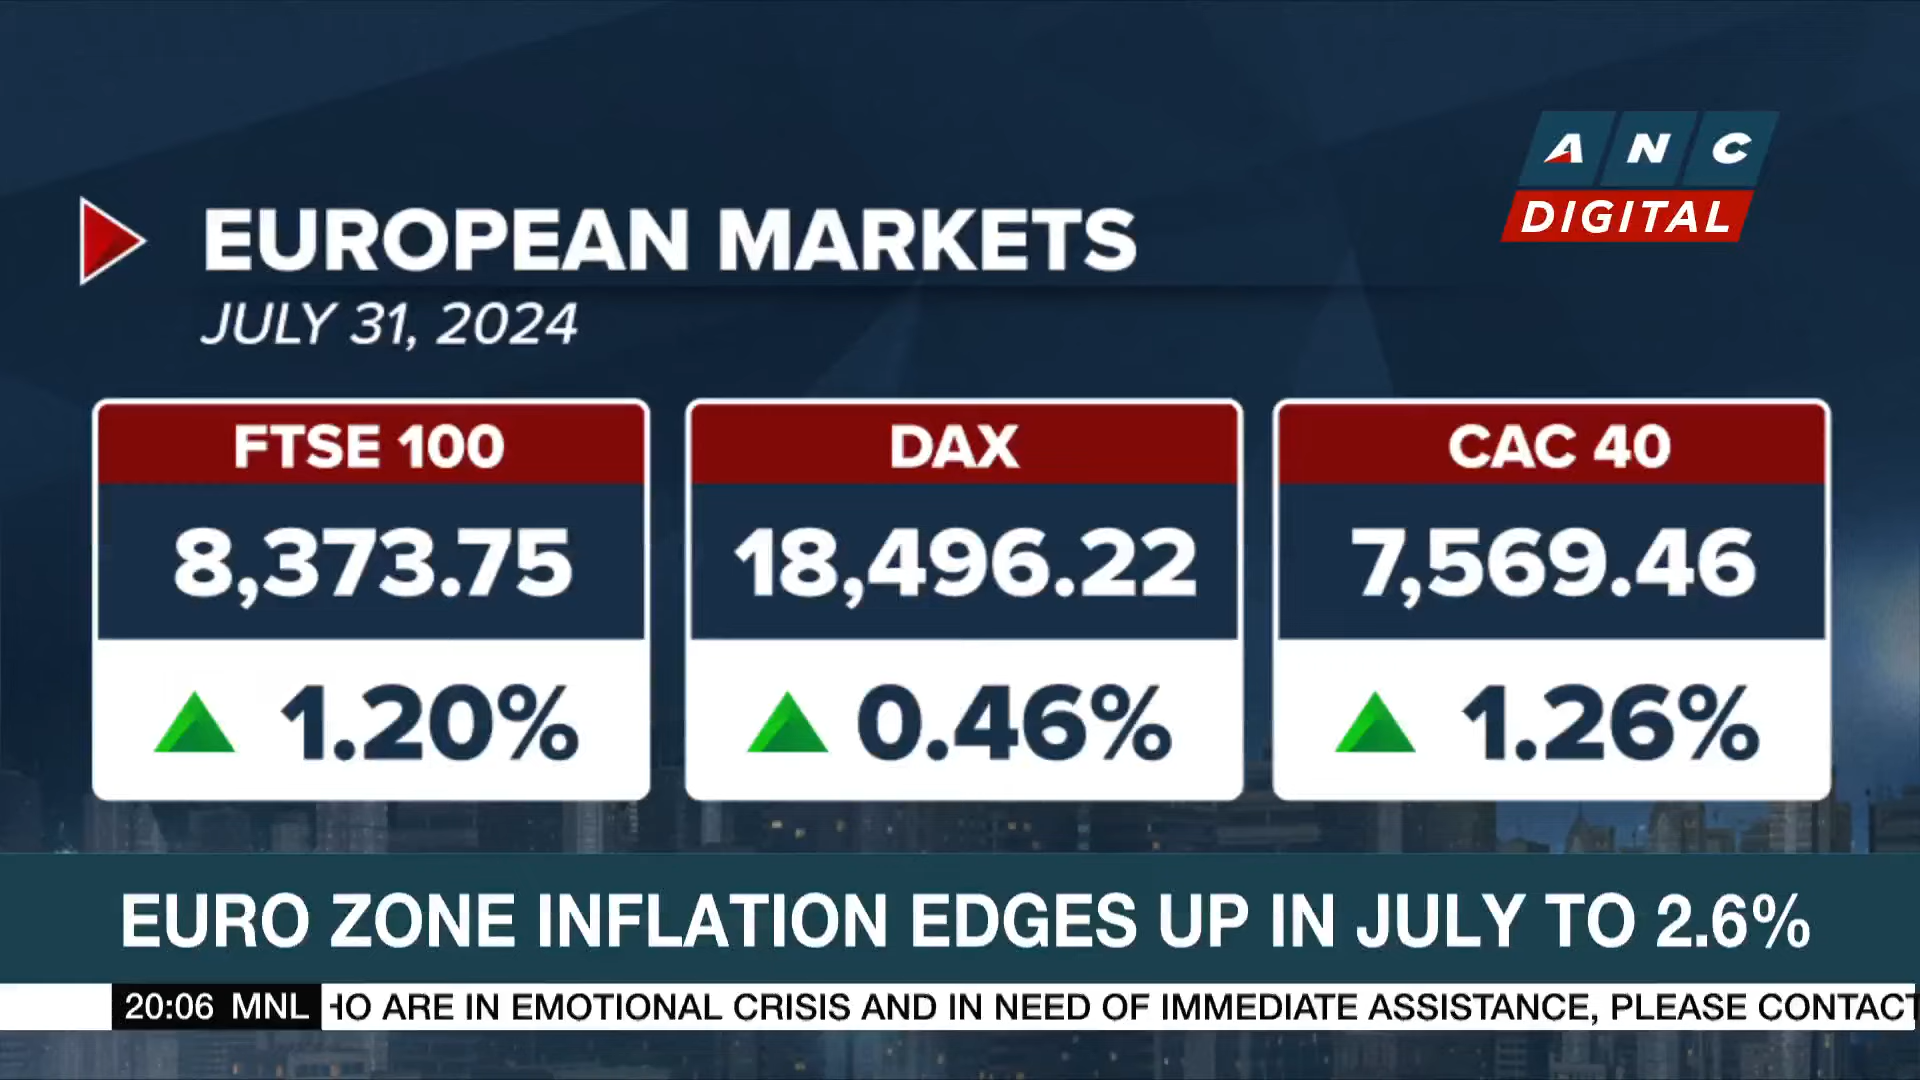 ANC
DIGITAL
EUROPEAN MARKETS
JULY 31, 2024
FTSE 100
8,373.75
1.20%
DAX
18,496.22
0.46%
CAC 40
7,569.46
1.26%
EURO ZONE INFLATION EDGES UP IN JULY TO 2.6%
20:06 MNL ARE IN EMOTIONAL CRISIS AND IN NEED OF IMMEDIATE ASSISTANCE, PLEASE CONTACT